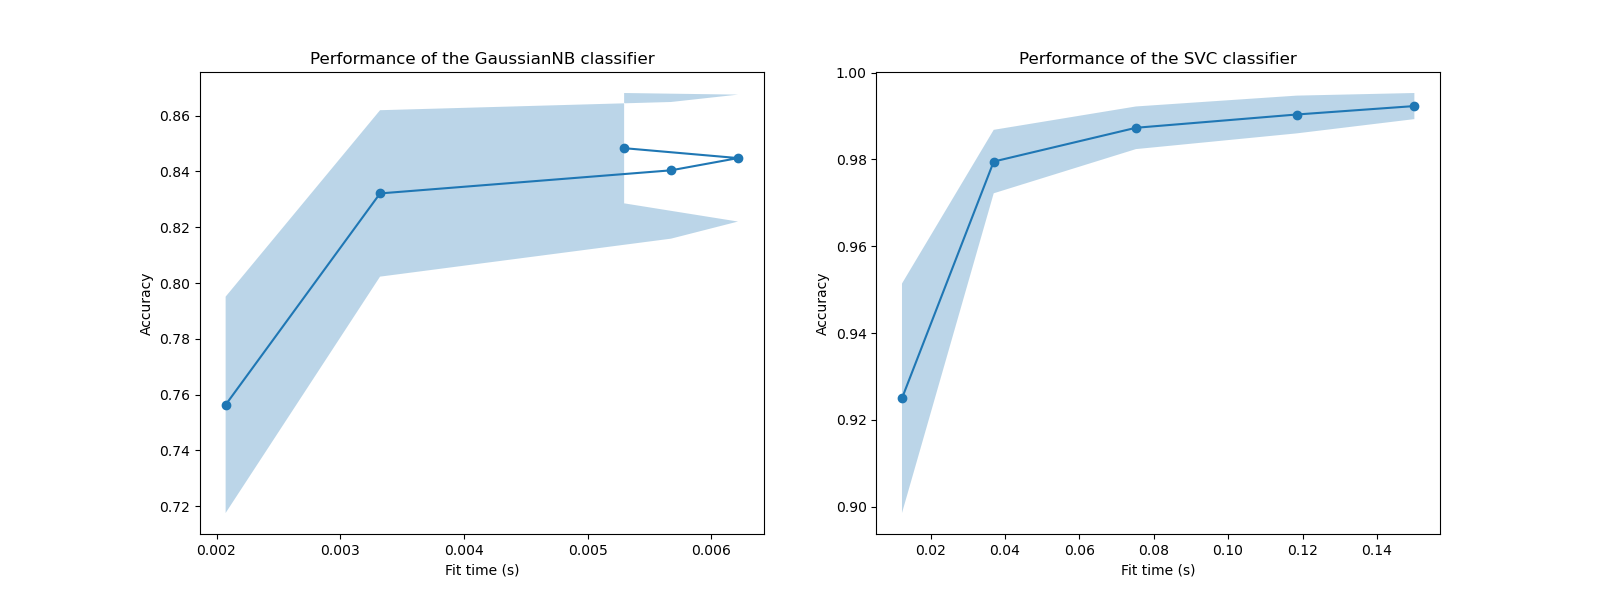 Performance of the GaussianNB classifier
Accuracy
0.86
0.84
0.82
0.80
0.78
0.76
0.74
0.72
0.002 0.003 0.004 0.005 0.006
Fit time (s)
Performance of the SVC classifier
Accuracy
1.00
0.98
0.96
0.94
0.92
0.90
0.02 0.04 0.06 0.08 0.10 0.12 0.14
Fit time (s)